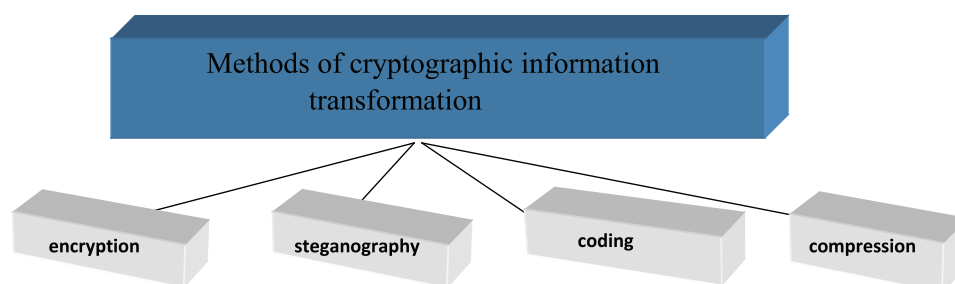 Methods of cryptographic information
transformation
encryption
steganography
coding
compression